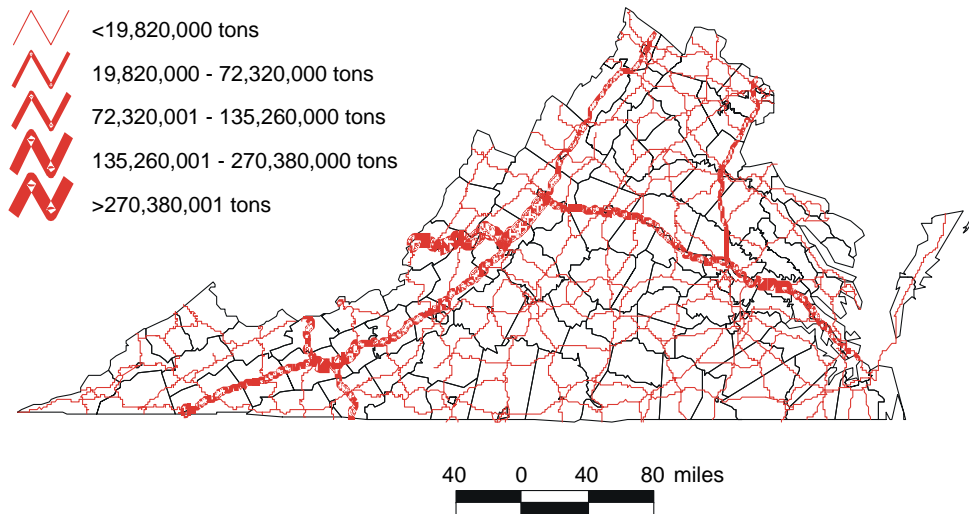 <19,820,000 tons
19,820,000 - 72,320,000 tons
72,320,001 - 135,260,000 tons
135,260,001 - 270,380,000 tons
>270,380,001 tons
40 0 40 80 miles